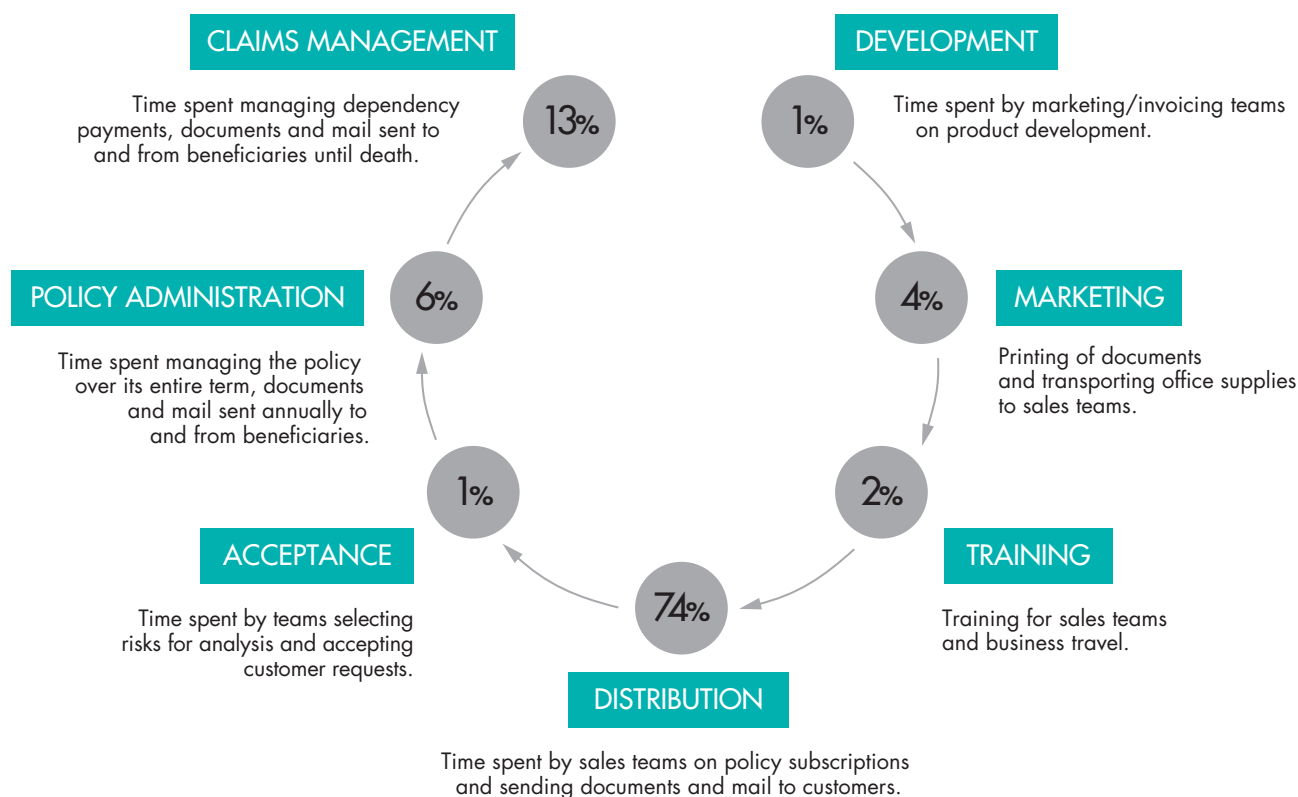 CLAIMS MANAGEMENT
Time spent managing dependency
payments, documents and mail sent to
and from beneficiaries until death.
13%
DEVELOPMENT
1%
Time spent by marketing/invoicing teams
on product development.
POLICY ADMINISTRATION
6%
Time spent managing the policy
over its entire term, documents
and mail sent annually to
and from beneficiaries.
4%
MARKETING
Printing of documents
and transporting office supplies
to sales teams.
1%
ACCEPTANCE
Time spent by teams selecting
risks for analysis and accepting
customer requests.
2%
TRAINING
Training for sales teams
and business travel.
74%
DISTRIBUTION
Time spent by sales teams on policy subscriptions
and sending documents and mail to customers.